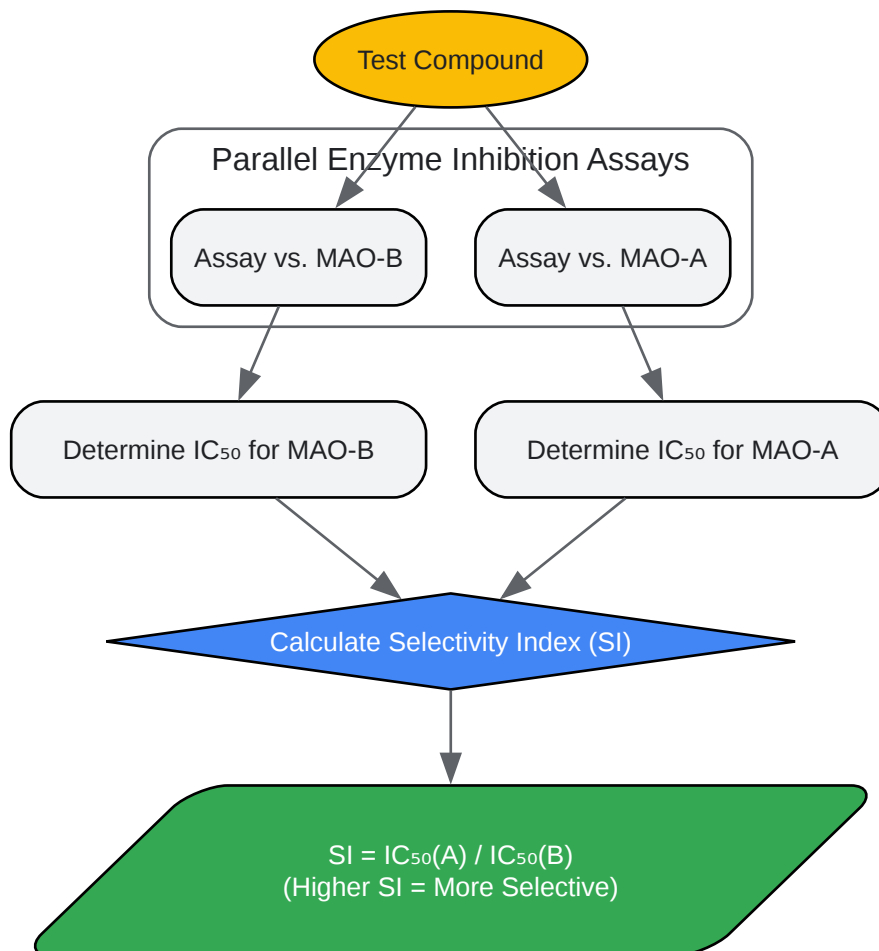 Test Compound
Parallel Enzyme Inhibition Assays
Assay vs. MAO-B
Assay vs. MAO-A
Determine IC₅₀ for MAO-B
Determine IC₅₀ for MAO-A
Calculate Selectivity Index (SI)
SI = IC₅₀(A) / IC₅₀(B)
(Higher SI = More Selective)